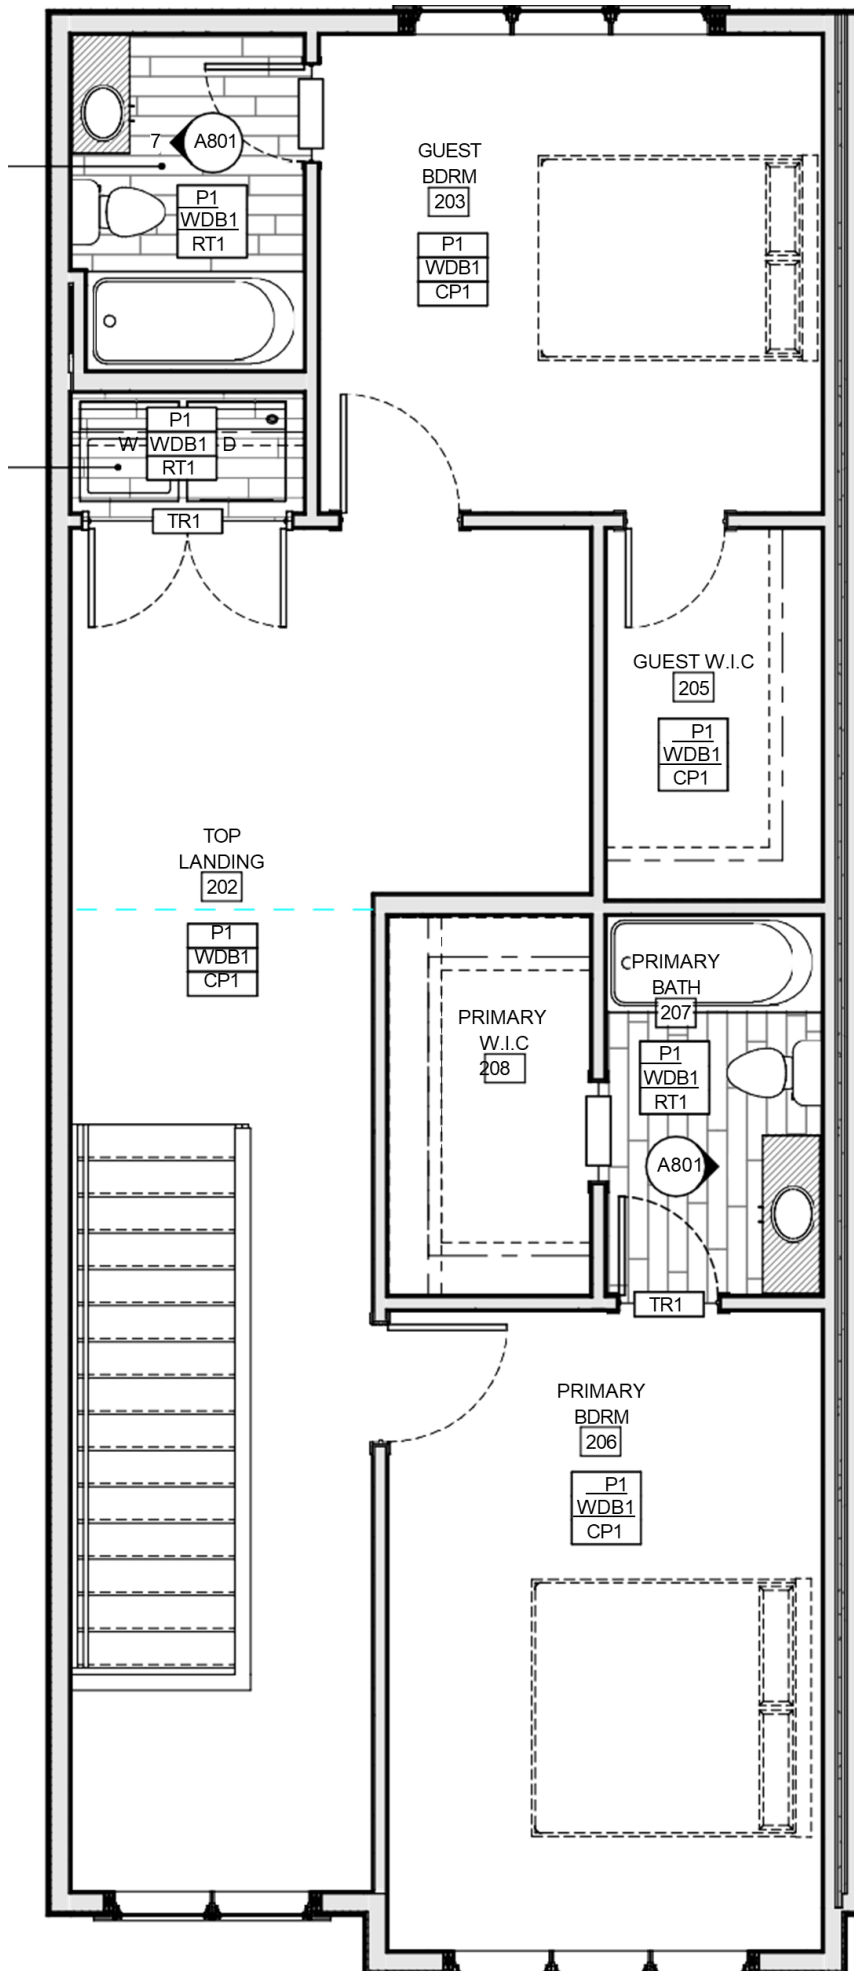 7
A801
P1
WDB1
RT1
GUEST
BDRM
203
P1
WDB1
CP1
P1
W WDB1 D
RT1
TR1
GUEST W.I.C
205
P1
WDB1
CP1
TOP
LANDING
202
P1
WDB1
CP1
PRIMARY
BATH
207
P1
WDB1
RT1
PRIMARY
W.I.C
208
A801
TR1
PRIMARY
BDRM
206
P1
WDB1
CP1